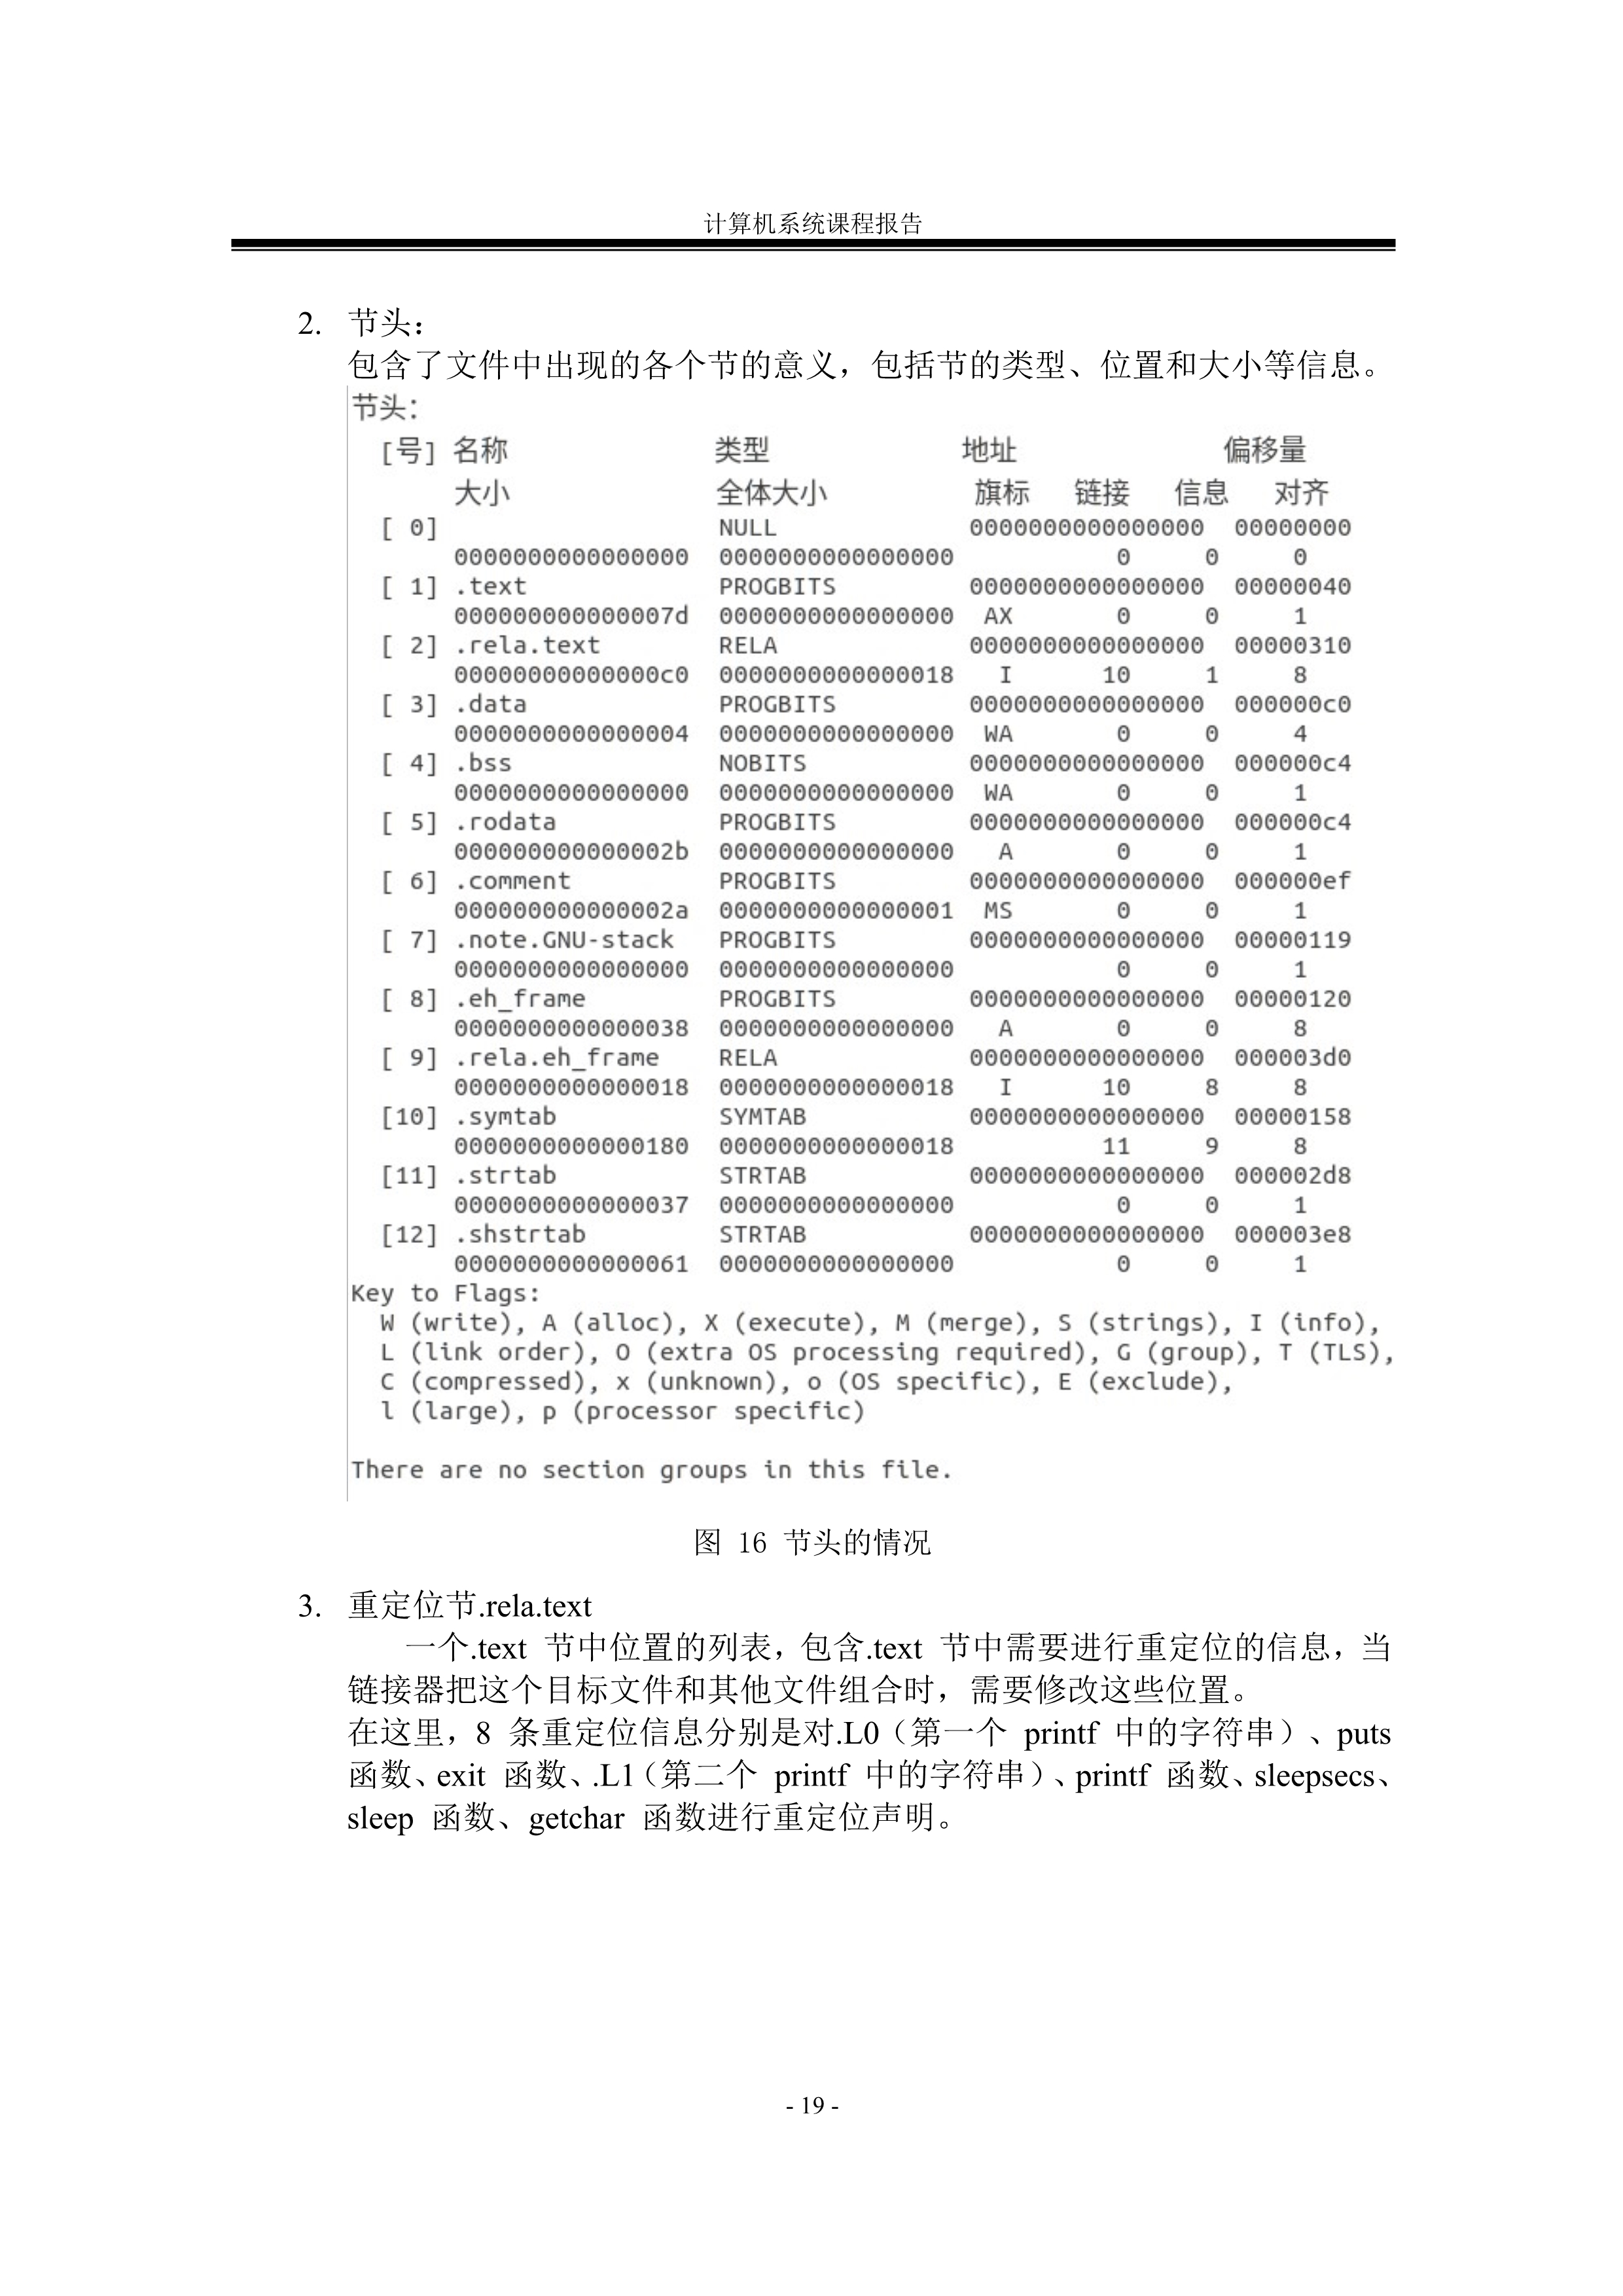 计算机系统课程报告
2. 节头：
包含了文件中出现的各个节的意义，包括节的类型、位置和大小等信息。
节头：
[号] 名称 类型 地址 偏移量
大小 全体大小 旗标 链接 信息 对齐
[ 0] NULL 0000000000000000 00000000
0000000000000000 0000000000000000 0 0 0
[ 1] .text PROGBITS 0000000000000000 00000040
000000000000007d 0000000000000000 AX 0 0 1
[ 2] .rela.text RELA 0000000000000000 00000310
00000000000000c0 0000000000000018 I 10 1 8
[ 3] .data PROGBITS 0000000000000000 000000c0
0000000000000004 0000000000000000 WA 0 0 4
[ 4] .bss NOBITS 0000000000000000 000000c4
0000000000000000 0000000000000000 WA 0 0 1
[ 5] .rodata PROGBITS 0000000000000000 000000c4
000000000000002b 0000000000000000 A 0 0 1
[ 6] .comment PROGBITS 0000000000000000 000000ef
000000000000002a 0000000000000001 MS 0 0 1
[ 7] .note.GNU-stack PROGBITS 0000000000000000 00000119
0000000000000000 0000000000000000 0 0 1
[ 8] .eh_frame PROGBITS 0000000000000000 00000120
0000000000000038 0000000000000000 A 0 0 8
[ 9] .rela.eh_frame RELA 0000000000000000 000003d0
0000000000000018 0000000000000018 I 10 8 8
[10] .symtab SYMTAB 0000000000000000 00000158
0000000000000180 0000000000000018 11 9 8
[11] .strtab STRTAB 0000000000000000 000002d8
0000000000000037 0000000000000000 0 0 1
[12] .shstrtab STRTAB 0000000000000000 000003e8
0000000000000061 0000000000000000 0 0 1
Key to Flags:
W (write), A (alloc), X (execute), M (merge), S (strings), I (info),
L (link order), O (extra OS processing required), G (group), T (TLS),
C (compressed), x (unknown), o (OS specific), E (exclude),
l (large), p (processor specific)
There are no section groups in this file.
图 16 节头的情况
3. 重定位节.rela.text
一个.text 节中位置的列表，包含.text 节中需要进行重定位的信息，当
链接器把这个目标文件和其他文件组合时，需要修改这些位置。
在这里，8 条重定位信息分别是对.L0（第一个 printf 中的字符串）、puts
函数、exit 函数、.L1（第二个 printf 中的字符串）、printf 函数、sleepsecs、
sleep 函数、getchar 函数进行重定位声明。
- 19 -